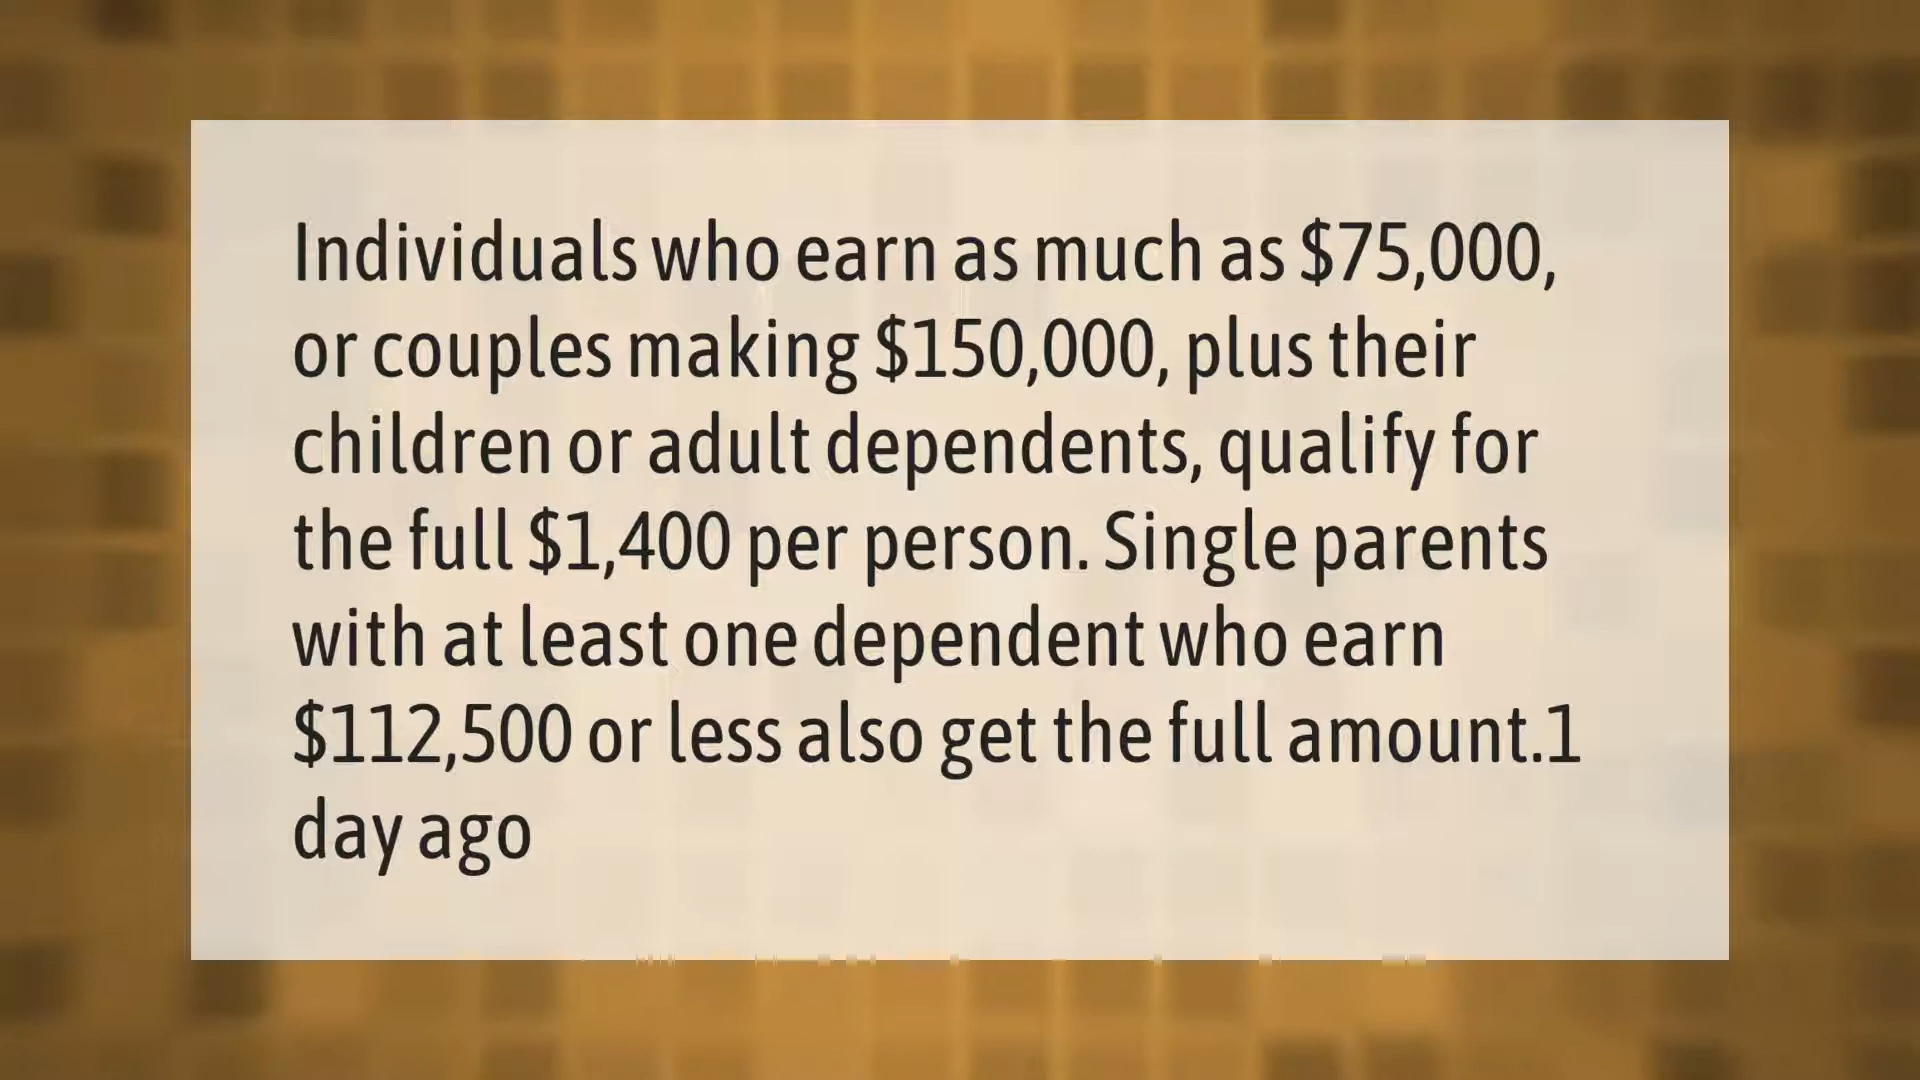 Individuals who earn as much as $75,000,
or couples making $150,000, plus their
children or adult dependents, qualify for
the full $1,400 per person. Single parents
with at least one dependent who earn
$112,500 or less also get the full amount.1
day ago